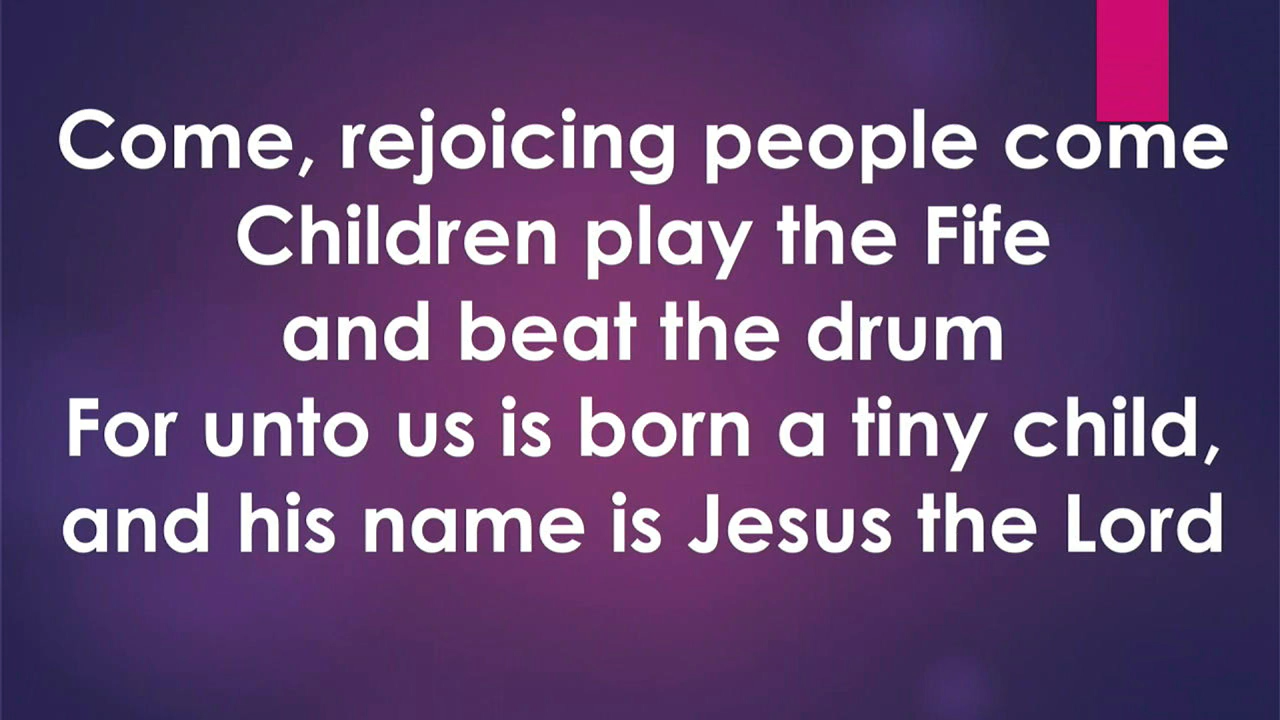 Come, rejoicing people come
Children play the Fife
and beat the drum
For unto us is born a tiny child,
and his name is Jesus the Lord